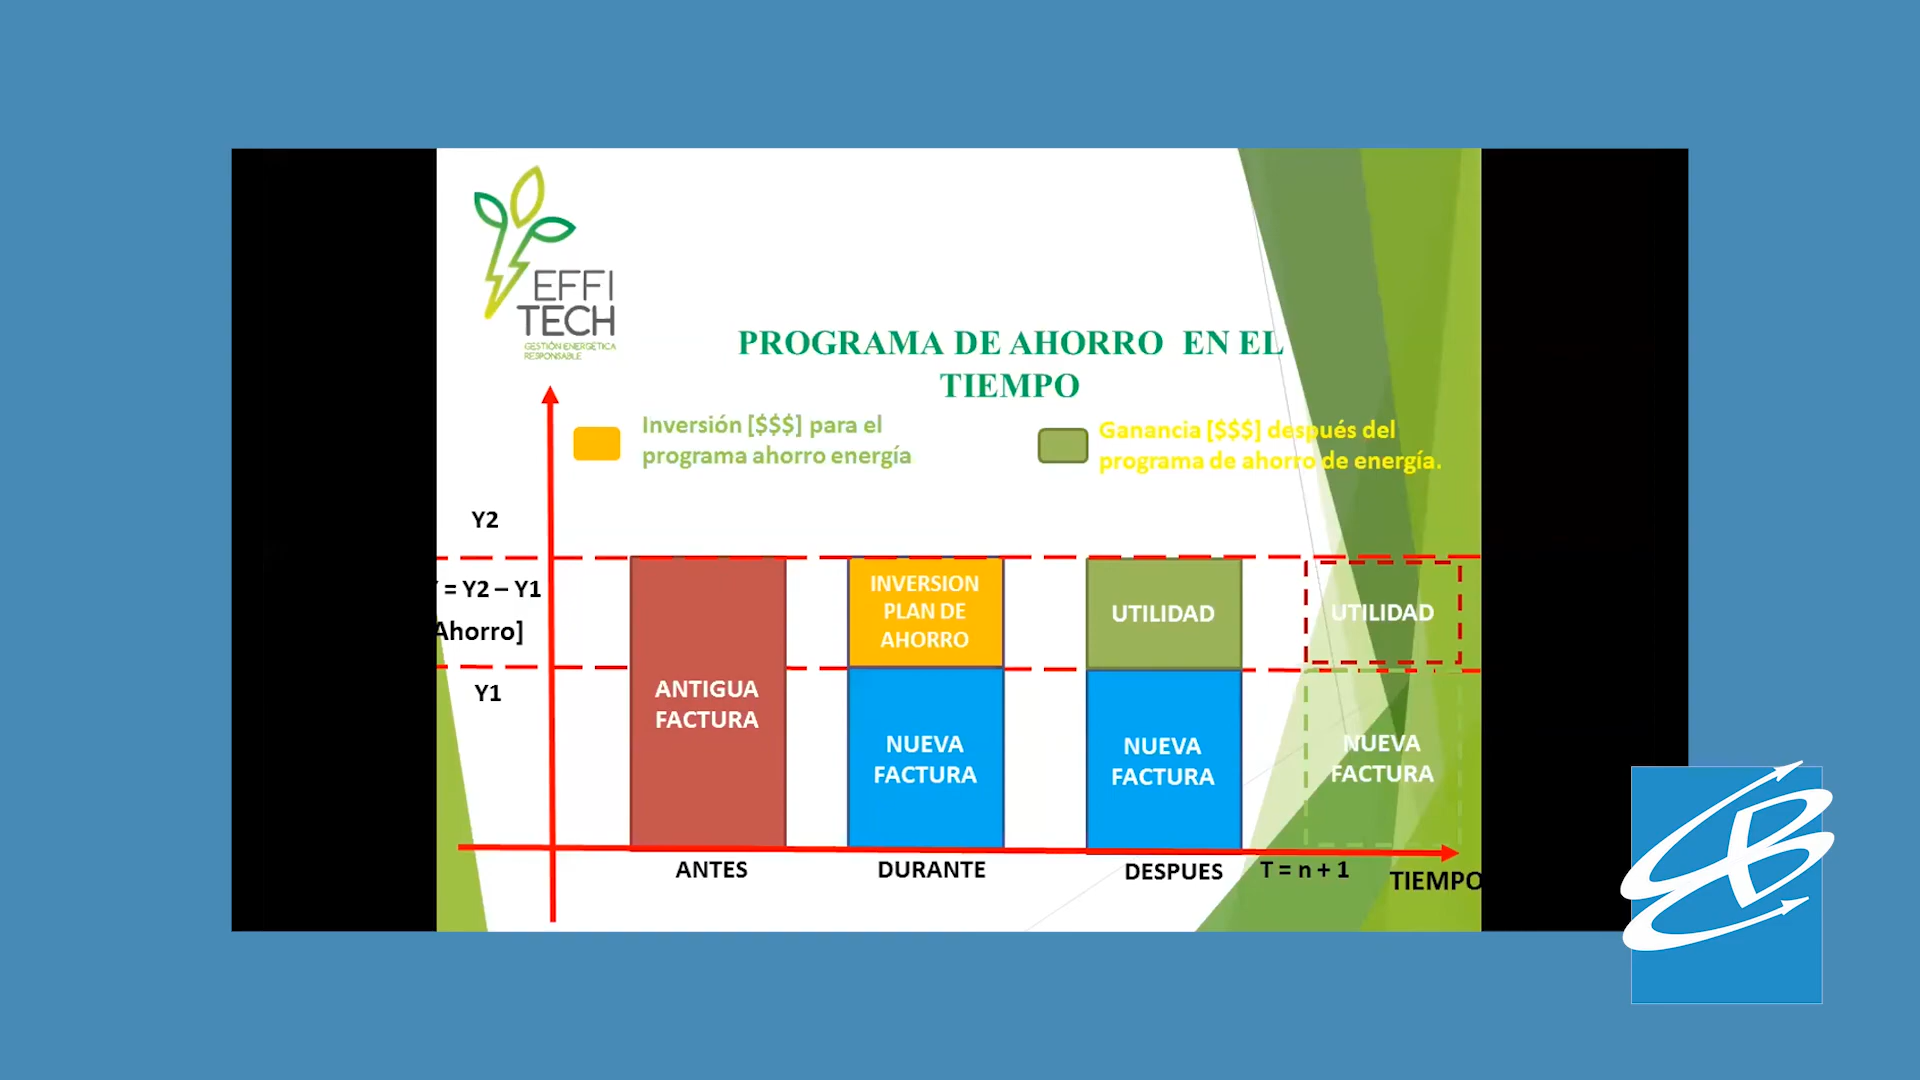 EFFI
TECH
GESTIÓN ENERGÉTICA
RESPONSABLE
PROGRAMA DE AHORRO EN EL
TIEMPO
Inversión [$$$] para el
programa ahorro energía
Ganancia [$$$] después del
programa de ahorro de energía.
Y2
= Y2 – Y1
Ahorro]
Y1
ANTIGUA
FACTURA
INVERSION
PLAN DE
AHORRO
NUEVA
FACTURA
UTILIDAD
NUEVA
FACTURA
UTILIDAD
NUEVA
FACTURA
ANTES
DURANTE
DESPUES
T = n + 1
TIEMPO